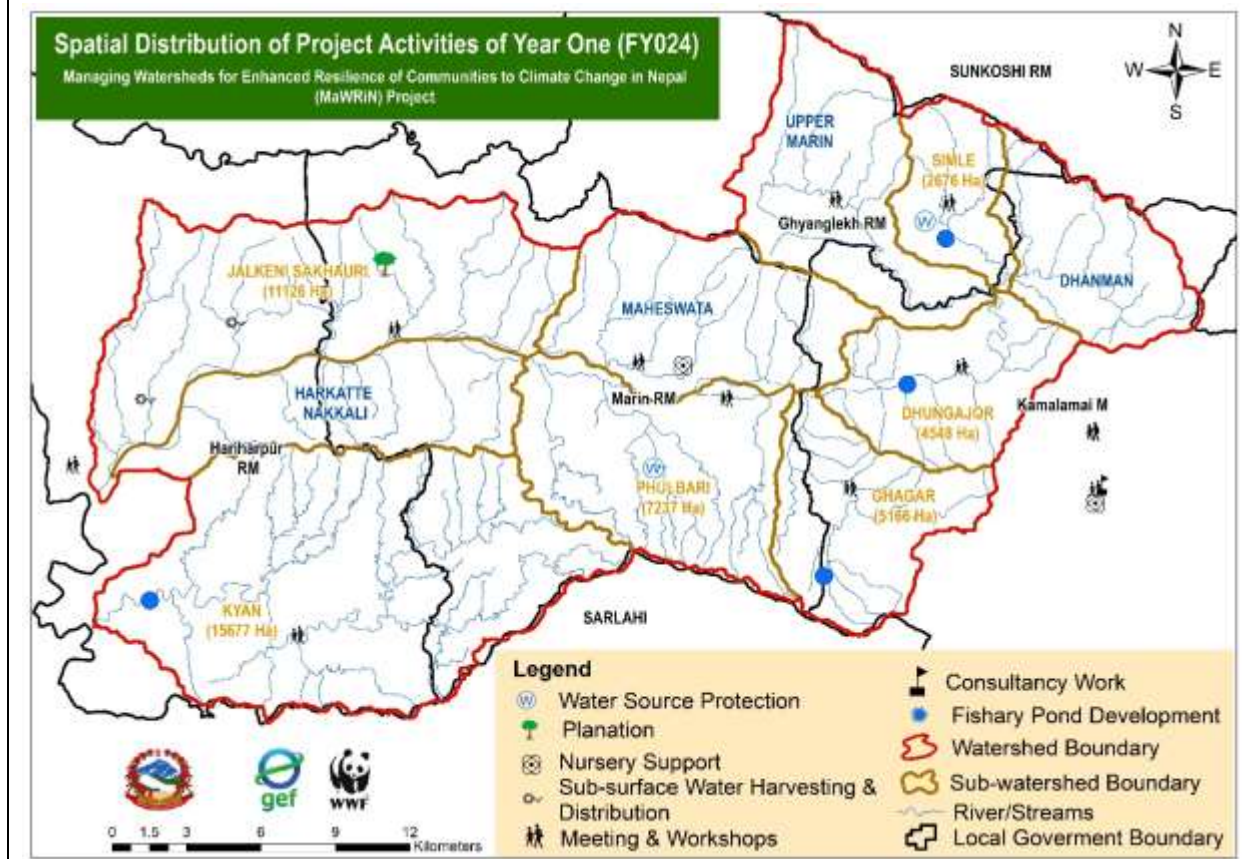 Spatial Distribution of Project Activities of Year One (FY024)
Managing Watersheds for Enhanced Resilience of Communities to Climate Change in Nepal
(MaWRiN) Project
N
W E
S
SUNKOSHI RM
UPPER
MARIN
SIMLE
(2676 Ha)
W
Ghyanglekh RM
JALKENI SAKHAURI
(11126 Ha)
MAHESWATA
DHANMAN
HARKATTE
NAKKALI
Marin RM
DHUNGAJOR
(4548 Ha)
Kamalamai M
Hariharpur
RM
W
PHULBARI
(7237 Ha)
GHAGAR
(5166 Ha)
KYAN
(15677 Ha)
SARLAHI
Legend
W Water Source Protection
Planation
Nursery Support
Sub-surface Water Harvesting &
Distribution
Meeting & Workshops
Consultancy Work
Fishary Pond Development
Watershed Boundary
Sub-watershed Boundary
River/Streams
Local Goverment Boundary
gef
WWF
0 1.5 3 6 9 12
Kilometers